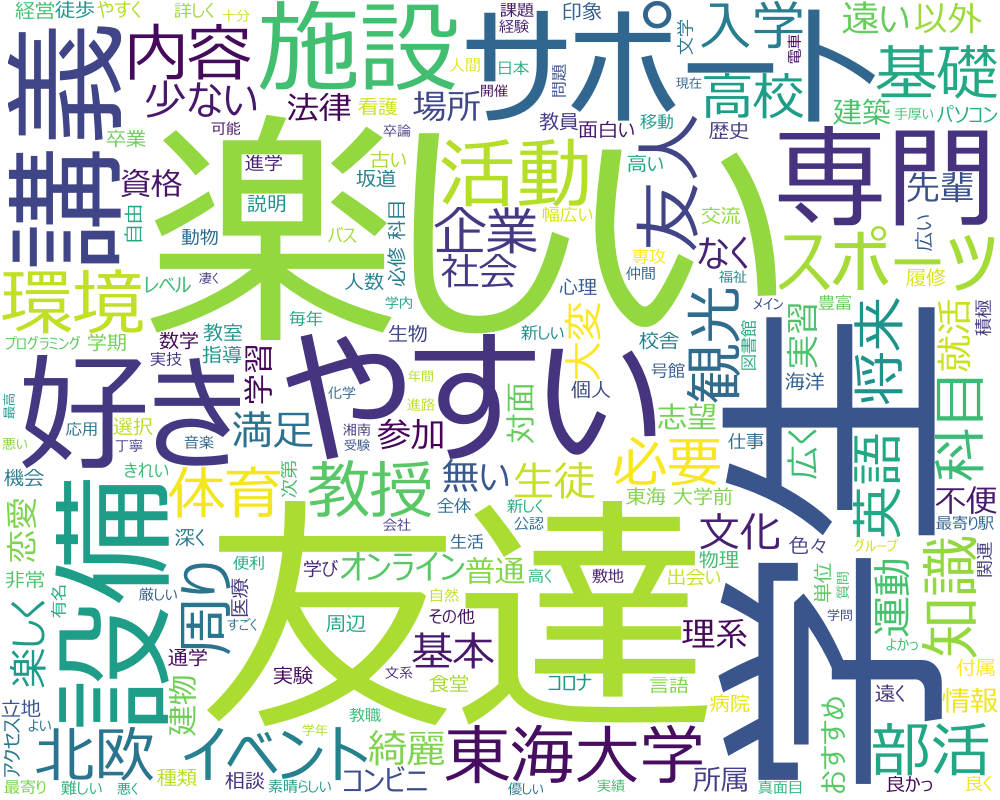 経営
徒歩
やすく
詳しく
十分
施設
サポート
課題
経験
印象
文学
入学
電車
遠い
以外
講義
内容
少ない
法律
看護
場所
日本
開催
問題
高校
現在
基礎
人間
建築
手厚い
パソコン
卒業
可能
卒論
教員
面白い
移動
歴史
楽しい
進学
古い
坂道
活動
友人
高い
専門
先輩
資格
説明
自由
動物
バス
必修
科目
企業
幅広い
交流
スポーツ
広い
環境
レベル
凄く
人数
社会
専攻
仲間
なく
福祉
履修
学内
心理
メイン
豊富
積極
プログラミング
学期
数学
教室
毎年
生物
新しい
大変
校舎
観光
図書館
実習
将来
就活
実技
指導
学習
好き
やすい
年間
化学
進路
個人
号館
海洋
学生
科目
最高
悪い
応用
選択
丁寧
音楽
満足
湘南
受験
参加
対面
志望
仕事
広く
英語
機会
きれい
体育
次第
教授
無い
生徒
必要
東海
大学前
不便
最寄り駅
恋愛
設備
深く
全体
会社
新しく
公認
文化
色々
グループ
関連
非常
厳しい
有名
周り
便利
医療
学び
オンライン
生活
普通
高く
敷地
物理
出会い
単位
質問
運動
知識
楽しく
すごく
友達
周辺
自然
その他
基本
理系
学問
よかっ
通学
実験
文系
食堂
コロナ
言語
病院
遠く
付属
情報
アクセス
立地
よい
建物
北欧
イベント
教職
学年
綺麗
東海大学
所属
おすすめ
部活
最寄り
難しい
悪く
種類
相談
素晴らしい
コンビニ
優しい
実績
真面目
良かっ
良く